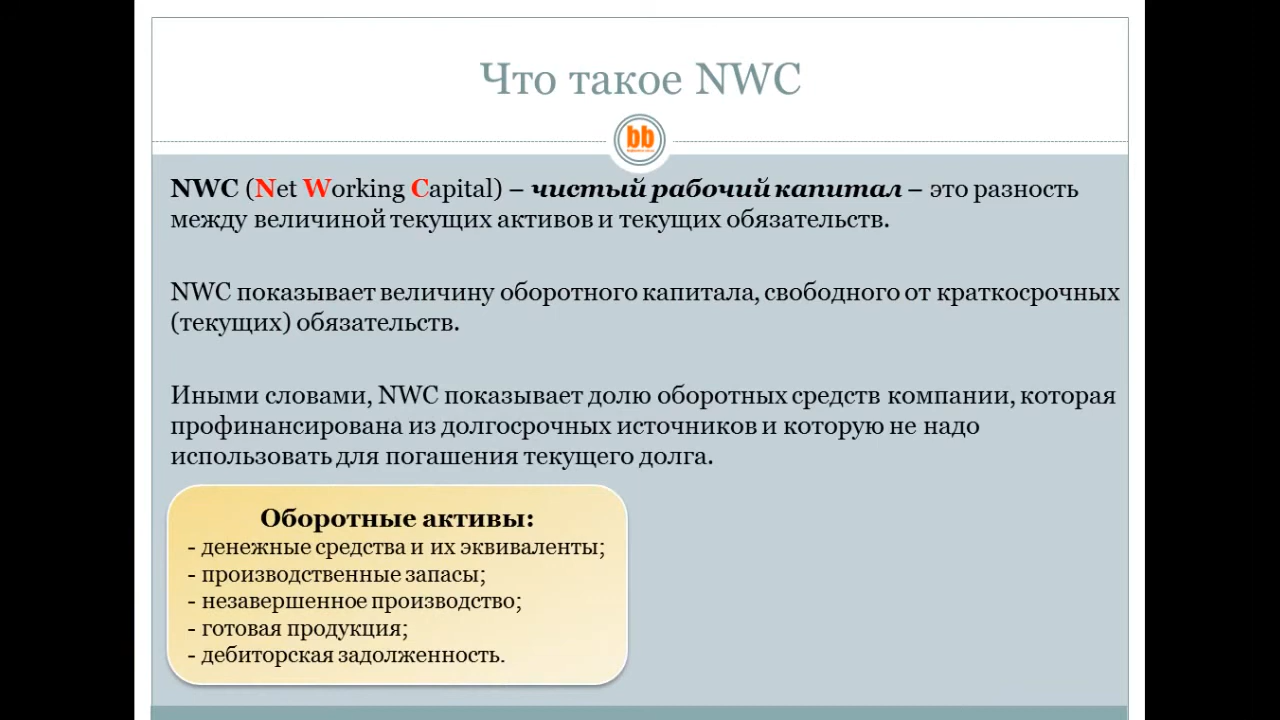 Что такое NWC
bb
NWC (Net Working Capital) – чистый рабочий капитал – это разность
между величиной текущих активов и текущих обязательств.
NWC показывает величину оборотного капитала, свободного от краткосрочных
(текущих) обязательств.
Иными словами, NWC показывает долю оборотных средств компании, которая
профинансирована из долгосрочных источников и которую не надо
использовать для погашения текущего долга.
Оборотные активы:
- денежные средства и их эквиваленты;
- производственные запасы;
- незавершенное производство;
- готовая продукция;
- дебиторская задолженность.